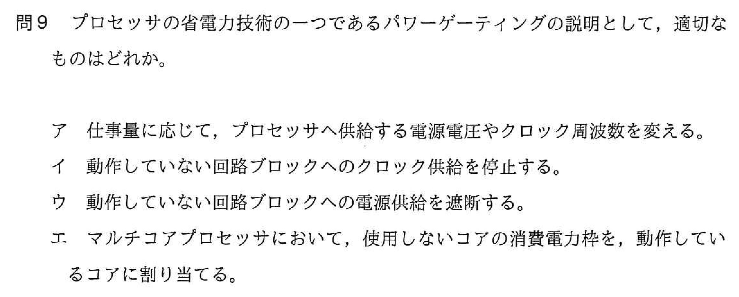 問9 プロセッサの省電力技術の一つであるパワーゲーティングの説明として，適切な
ものはどれか。
ア 仕事量に応じて，プロセッサへ供給する電源電圧やクロック周波数を変える。
イ 動作していない回路ブロックへのクロック供給を停止する。
ウ 動作していない回路ブロックへの電源供給を遮断する。
エ マルチコアプロセッサにおいて，使用しないコアの消費電力枠を，動作してい
るコアに割り当てる。